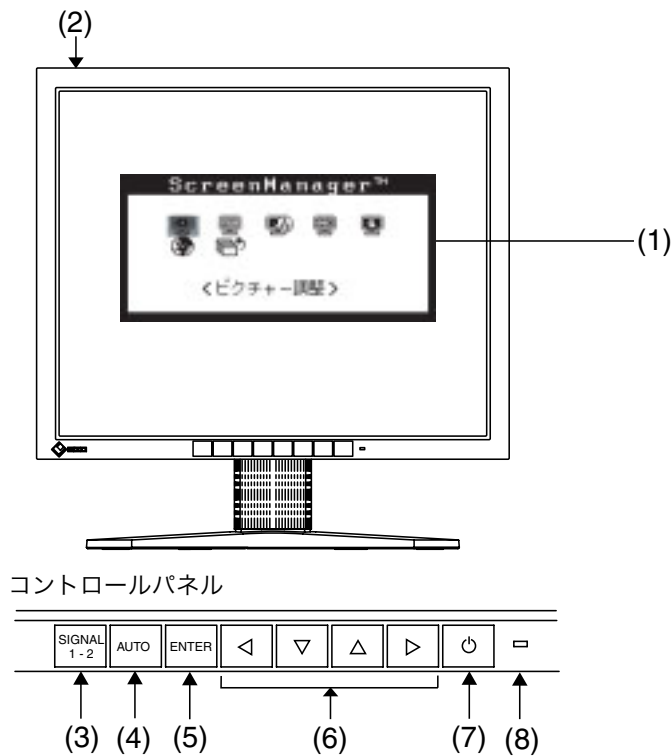 (2)
ScreenManager™
(1)
<ピクチャー調整>
コントロールパネル
SIGNAL
1 - 2
AUTO
ENTER
(3)
(4)
(5)
(6)
(7)
(8)